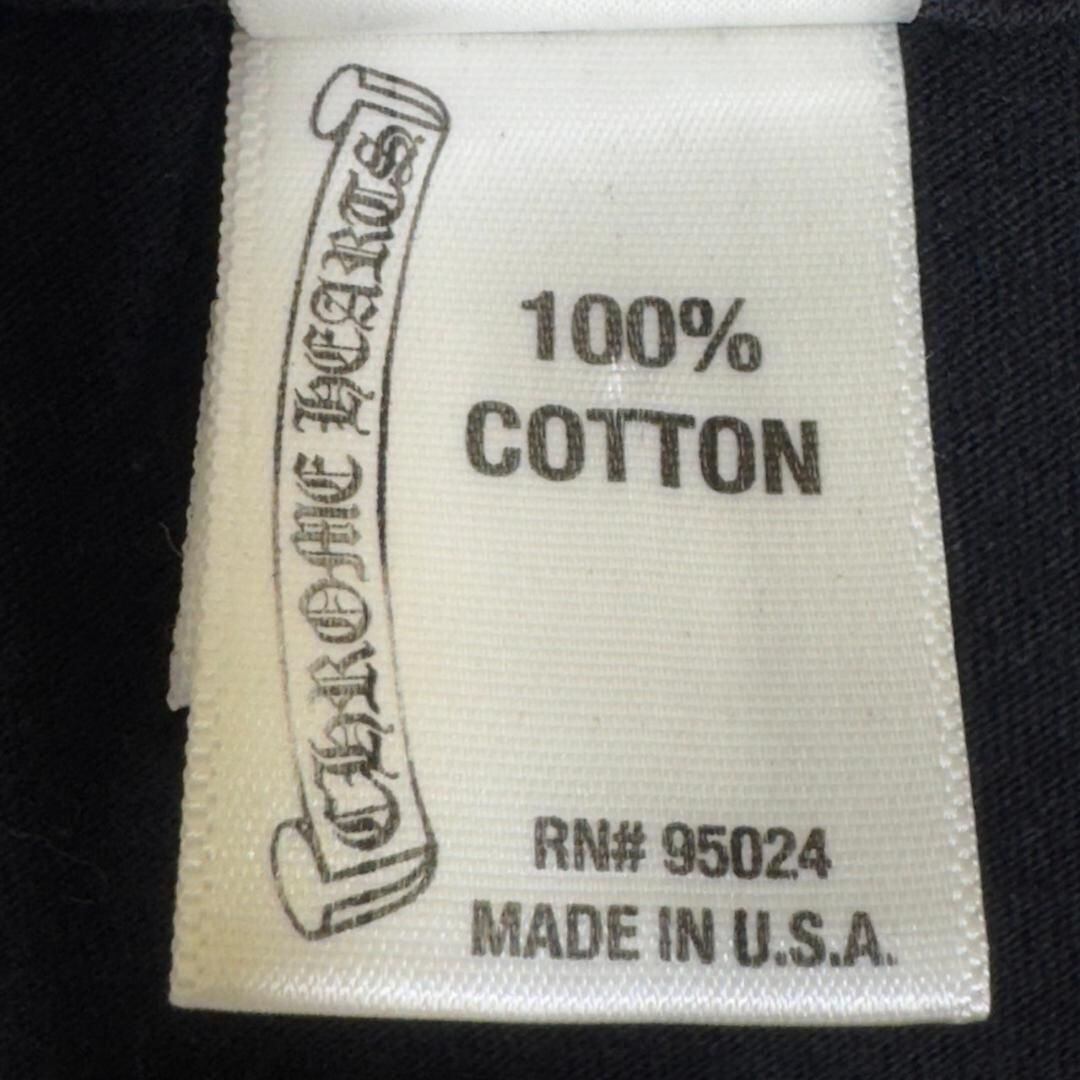 CHROME HEARTS
100%
COTTON
RN# 95024
MADE IN U.S.A.